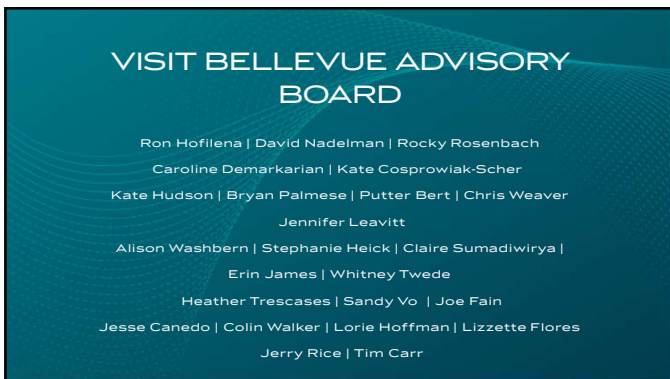 VISIT BELLEVUE ADVISORY
BOARD
Ron Hofilena | David Nadelman | Rocky Rosenbach
Caroline Demarkarian | Kate Cosprowiak-Scher
Kate Hudson | Bryan Palmese | Putter Bert | Chris Weaver
Jennifer Leavitt
Alison Washbern | Stephanie Heick | Claire Sumadiwirya |
Erin James | Whitney Twede
Heather Trescases | Sandy Vo | Joe Fain
Jesse Canedo | Colin Walker | Lorie Hoffman | Lizzette Flores
Jerry Rice | Tim Carr